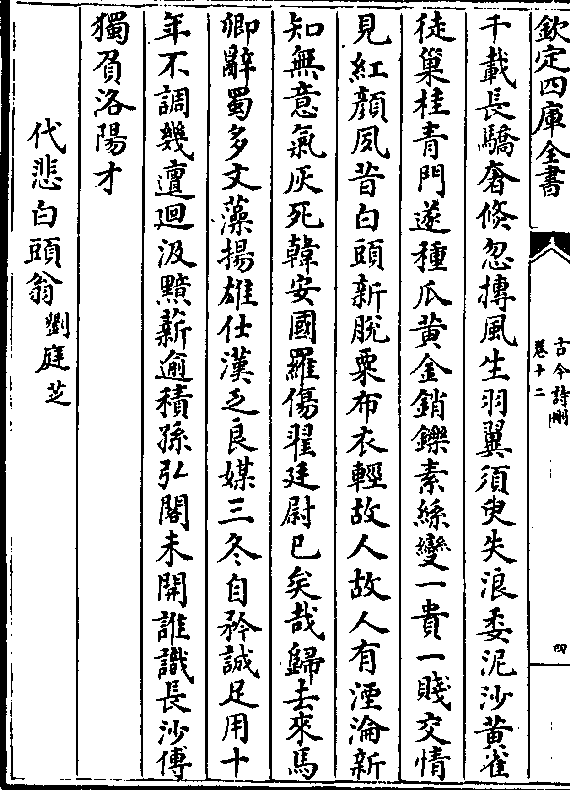 欽定四庫全書
古今詩刪
卷十二
四
千載長驕奢倐忽摶風生羽翼須臾失浪委泥沙黄雀
徒巢桂青門遂種瓜黄金銷鑠素絲變一貴一賤交情
見紅顔夙昔白頭新脱粟布衣輕故人故人有湮淪新
知無意氣灰死韓安國羅傷翟廷尉已矣哉歸去來馬
卿辭蜀多文藻揚雄仕漢乏良媒三冬自矜誠足用十
年不調幾邅迴汲黯薪逾積孫弘閣未開誰識長沙傅
獨負洛陽才
代悲白頭翁 劉庭芝